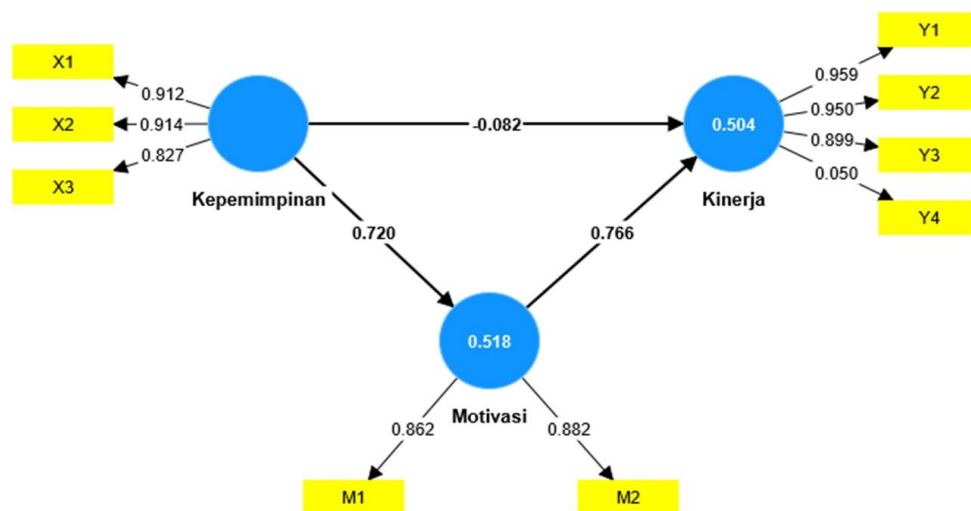 X1
X2
X3
0.912
0.914
0.827
Kepemimpinan
-0.082
0.720
0.766
0.504
Kinerja
Y1
Y2
Y3
Y4
0.959
0.950
0.899
0.050
0.518
Motivasi
0.862
0.882
M1
M2